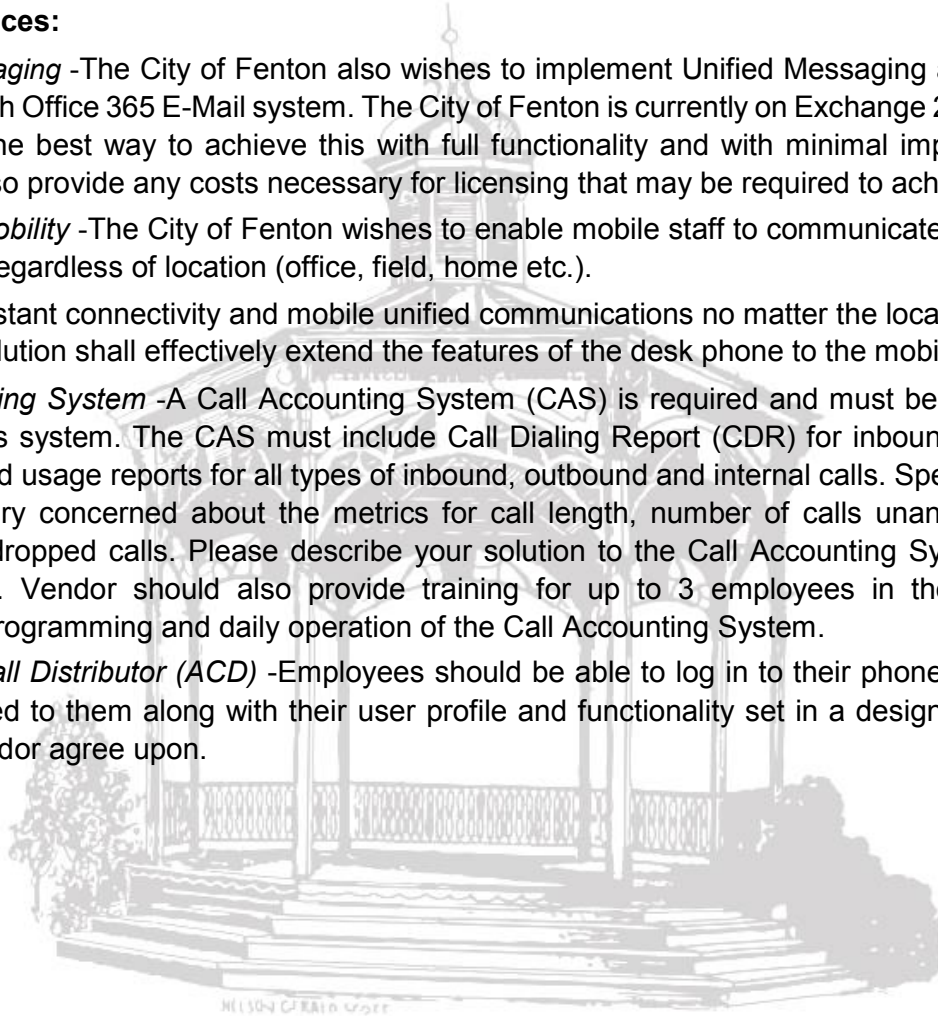 ces:
aging -The City of Fenton also wishes to implement Unified Messaging
h Office 365 E-Mail system. The City of Fenton is currently on Exchange
he best way to achieve this with full functionality and with minimal imp
so provide any costs necessary for licensing that may be required to ach
obility -The City of Fenton wishes to enable mobile staff to communicate
egardless of location (office, field, home etc.).
stant connectivity and mobile unified communications no matter the loca
lution shall effectively extend the features of the desk phone to the mobi
ing System -A Call Accounting System (CAS) is required and must be
s system. The CAS must include Call Dialing Report (CDR) for inboun
d usage reports for all types of inbound, outbound and internal calls. Spe
ry concerned about the metrics for call length, number of calls unan
dropped calls. Please describe your solution to the Call Accounting Sy
. Vendor should also provide training for up to 3 employees in the
rogramming and daily operation of the Call Accounting System.
all Distributor (ACD) -Employees should be able to log in to their phone
ed to them along with their user profile and functionality set in a design
dor agree upon.